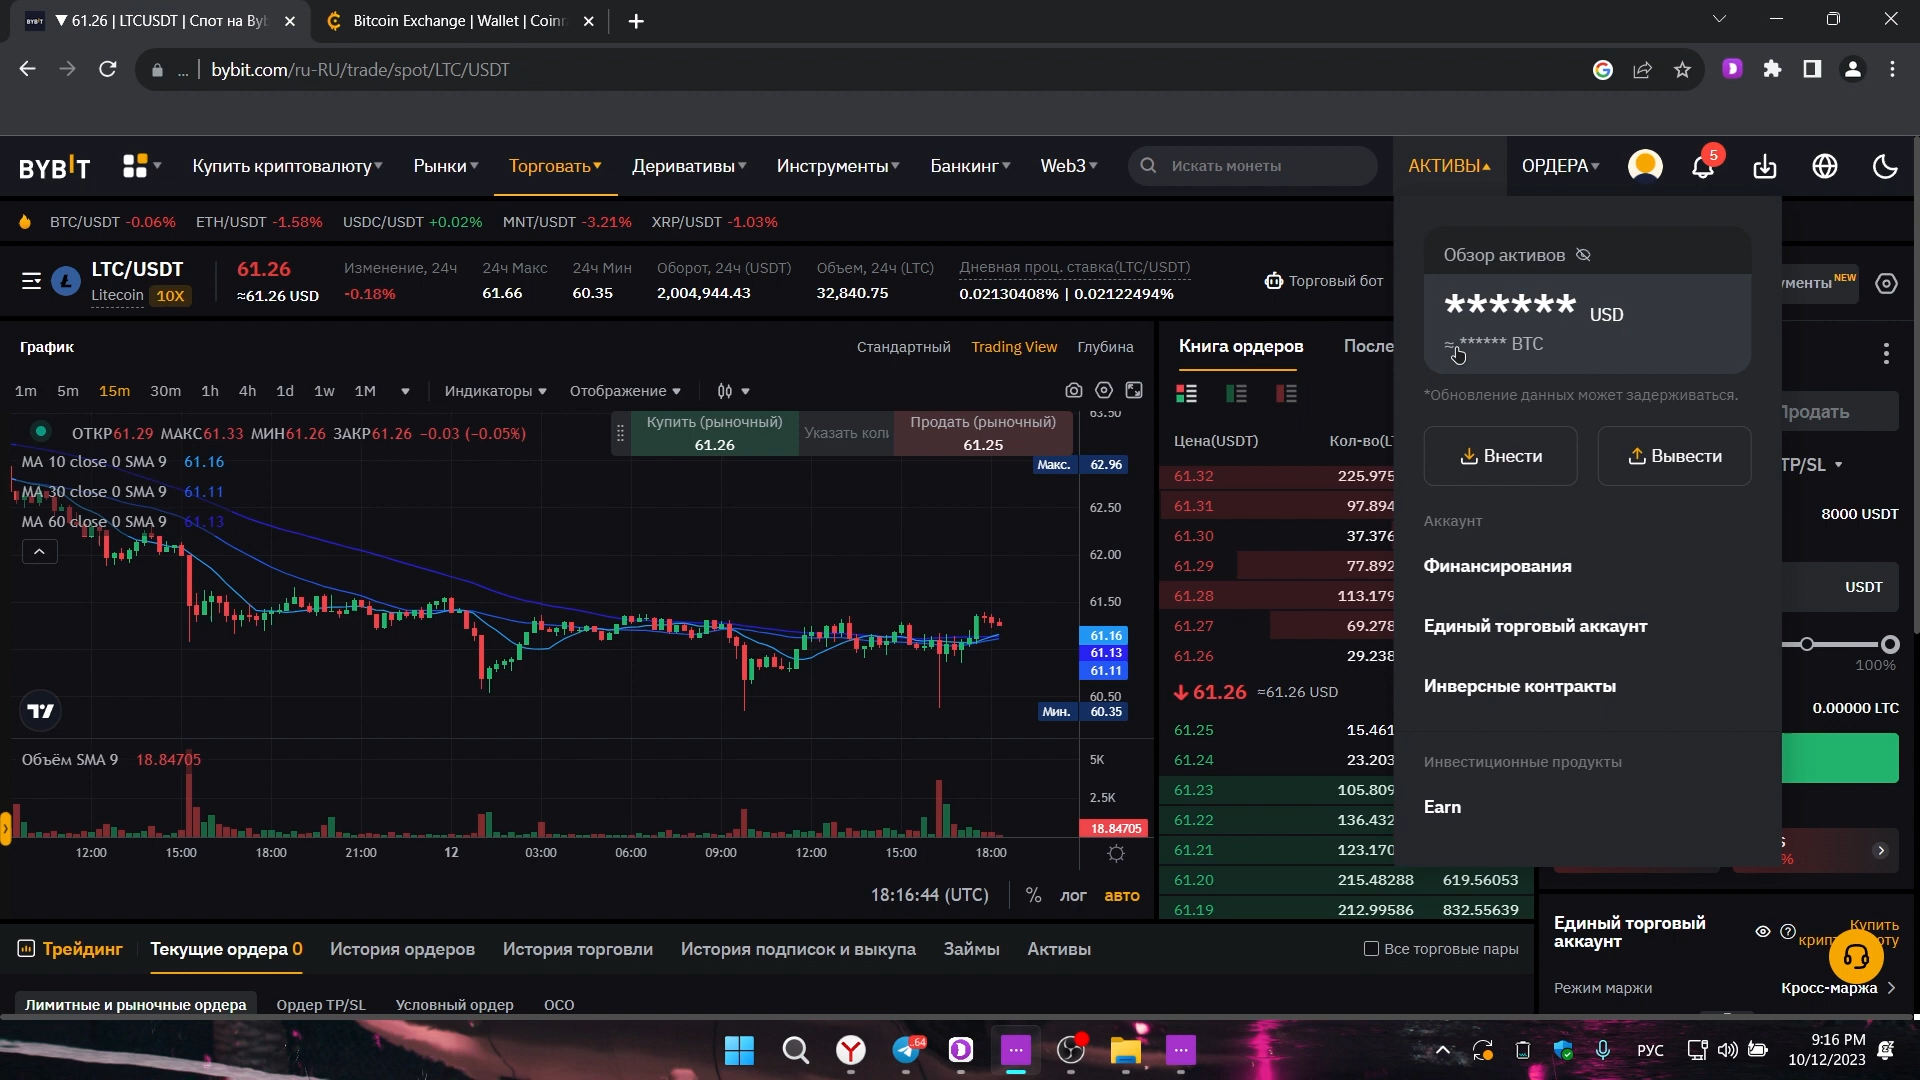 ▼ 61.26 | LTCUSDT | Спот на Byb
Bitcoin Exchange | Wallet | Coinr
... | bybit.com/ru-RU/trade/spot/LTC/USDT
BYBIT Купить криптовалюту Рынки Торговать Деривативы Инструменты Банкинг Web3 Искать монеты АКТИВЫ ОРДЕРА 5
BTC/USDT -0.06% ETH/USDT -1.58% USDC/USDT +0.02% MNT/USDT -3.21% XRP/USDT -1.03%
LTC/USDT
Litecoin 10X
61.26
≈61.26 USD
Изменение, 24ч
-0.18%
24ч Макс
61.66
24ч Мин
60.35
Оборот, 24ч (USDT)
2,004,944.43
Объем, 24ч (LTC)
32,840.75
Дневная проц. ставка(LTC/USDT)
0.02130408% | 0.02122494%
Торговый бот
ументы NEW
График
Стандартный Trading View Глубина
1m 5m 15m 30m 1h 4h 1d 1w 1M Индикаторы Отображение
ОТКР61.29 МАКС61.33 МИН61.26 ЗАКР61.26 -0.03 (-0.05%)
MA 10 close 0 SMA 9 61.16
MA 30 close 0 SMA 9 61.11
MA 60 close 0 SMA 9 61.13
Купить (рыночный)
61.26
Указать коли
Продать (рыночный)
61.25
63.50
Макс. 62.96
62.50
62.00
61.50
61.16
61.13
61.11
60.50
Мин. 60.35
Объём SMA 9 18.84705
5K
2.5K
18.84705
12:00 15:00 18:00 21:00 12 03:00 06:00 09:00 12:00 15:00 18:00
18:16:44 (UTC) % лог авто
Книга ордеров После
Цена(USDT) Кол-во(L
61.32 225.975
61.31 97.894
61.30 37.376
61.29 77.892
61.28 113.179
61.27 69.278
61.26 29.238
61.26 ≈61.26 USD
61.25 15.461
61.24 23.203
61.23 105.809
61.22 136.432
61.21 123.170
61.20 215.48288 619.56053
61.19 212.99586 832.55639
Обзор активов
****** USD
≈ ****** BTC
*Обновление данных может задерживаться.
Внести Вывести
Аккаунт
Финансирования
Единый торговый аккаунт
Инверсные контракты
Инвестиционные продукты
Earn
Продать
TP/SL
8000 USDT
USDT
100%
0.00000 LTC
S
%
Трейдинг Текущие ордера 0 История ордеров История торговли История подписок и выкупа Займы Активы
Все торговые пары
Лимитные и рыночные ордера Ордер TP/SL Условный ордер OCO
Единый торговый
аккаунт
Купить
Режим маржи Кросс-маржа
64
РУС
9:16 PM
10/12/2023